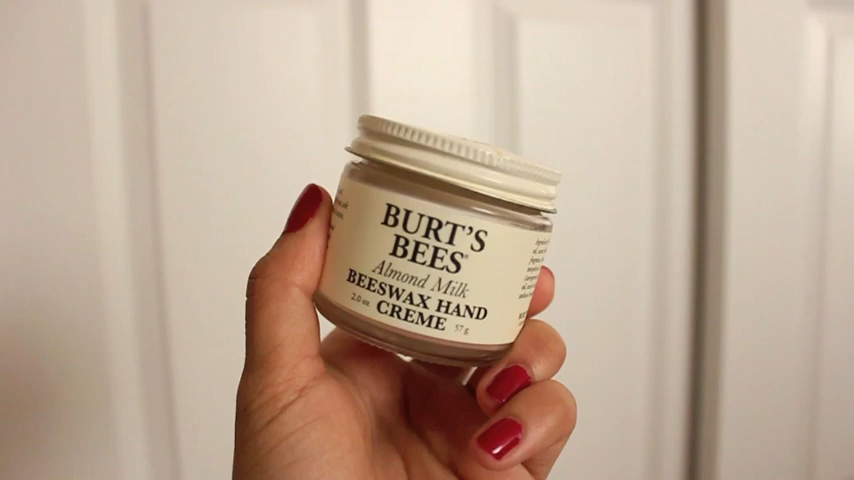 BURT'S
BEES®
Almond Milk
BEESWAX HAND
2.0 oz CREME 57 g